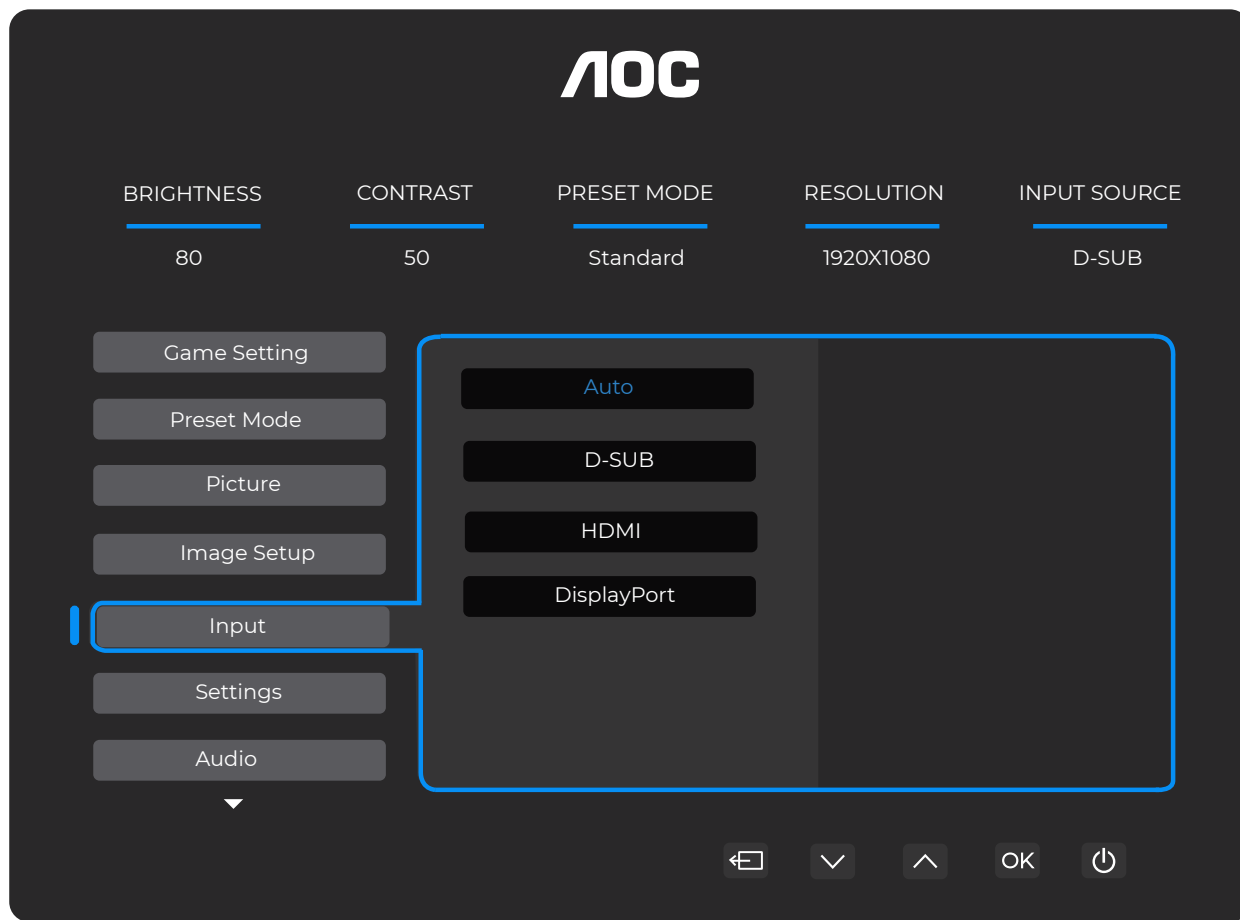 AOC
BRIGHTNESS CONTRAST PRESET MODE RESOLUTION INPUT SOURCE
80 50 Standard 1920X1080 D-SUB
Game Setting
Auto
Preset Mode
D-SUB
Picture
HDMI
Image Setup
DisplayPort
Input
Settings
Audio
OK